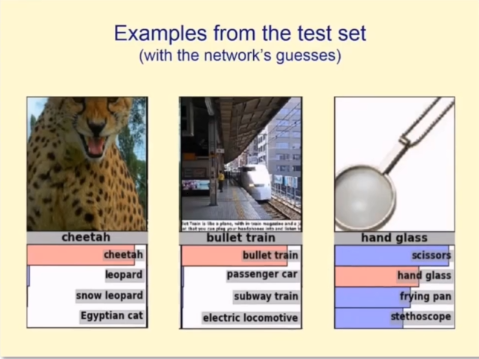 Examples from the test set
(with the network's guesses)
cheetah
cheetah
leopard
snow leopard
Egyptian cat
bullet train
bullet train
passenger car
subway train
electric locomotive
hand glass
scissors
hand glass
frying pan
stethoscope